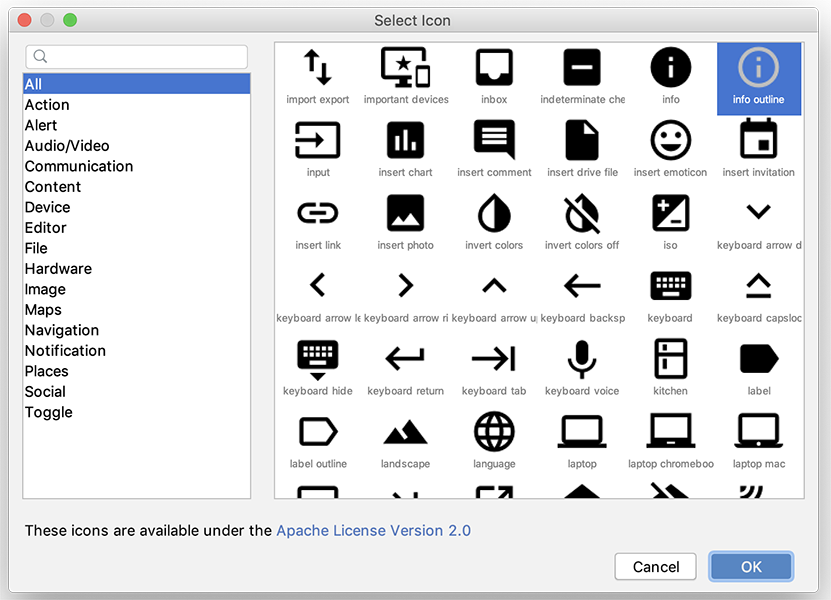 Select Icon
All
Action
Alert
Audio/Video
Communication
Content
Device
Editor
File
Hardware
Image
Maps
Navigation
Notification
Places
Social
Toggle
import export important devices inbox indeterminate che info info outline
input insert chart insert comment insert drive file insert emoticon insert invitation
insert link insert photo invert colors invert colors off iso keyboard arrow d
keyboard arrow le keyboard arrow ri keyboard arrow u keyboard backsp keyboard keyboard capsloc
keyboard hide keyboard return keyboard tab keyboard voice kitchen label
label outline landscape language laptop laptop chromeboo laptop mac
These icons are available under the Apache License Version 2.0
Cancel OK